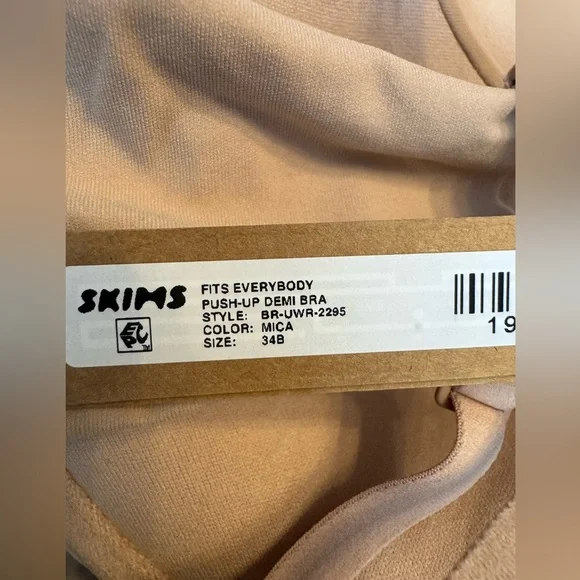 SKIMS
FITS EVERYBODY
PUSH-UP DEMI BRA
STYLE: BR-UWR-2295
COLOR: MICA
SIZE: 34B
19